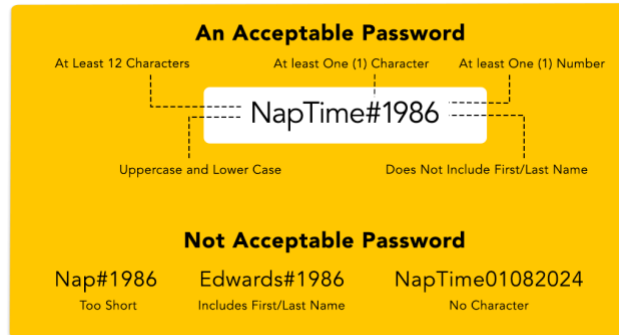 An Acceptable Password
At Least 12 Characters At least One (1) Character At least One (1) Number
NapTime#1986
Uppercase and Lower Case Does Not Include First/Last Name
Not Acceptable Password
Nap#1986 Edwards#1986 NapTime01082024
Too Short Includes First/Last Name No Character